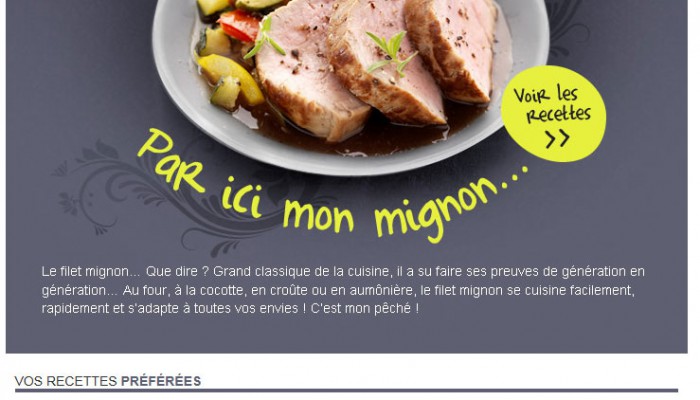 Voir les
recettes
>>
Par ici mon mignon...
Le filet mignon... Que dire ? Grand classique de la cuisine, il a su faire ses preuves de génération en
génération... Au four, à la cocotte, en croûte ou en aumônière, le filet mignon se cuisine facilement,
rapidement et s'adapte à toutes vos envies ! C'est mon pêché !
VOS RECETTES PRÉFÉRÉES